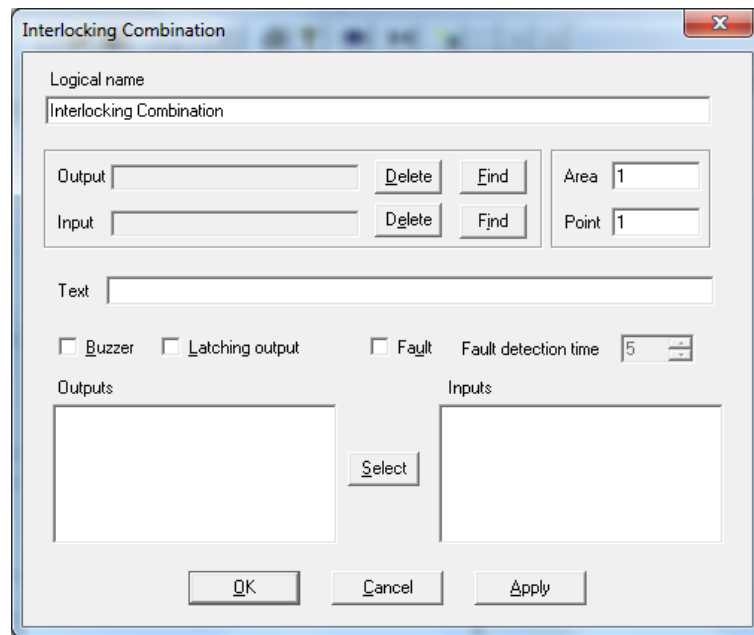 Interlocking Combination
Logical name
Interlocking Combination
Output Delete Find Area 1
Input Delete Find Point 1
Text
Buzzer Latching output Fault Fault detection time 5
Outputs Inputs
Select
OK Cancel Apply